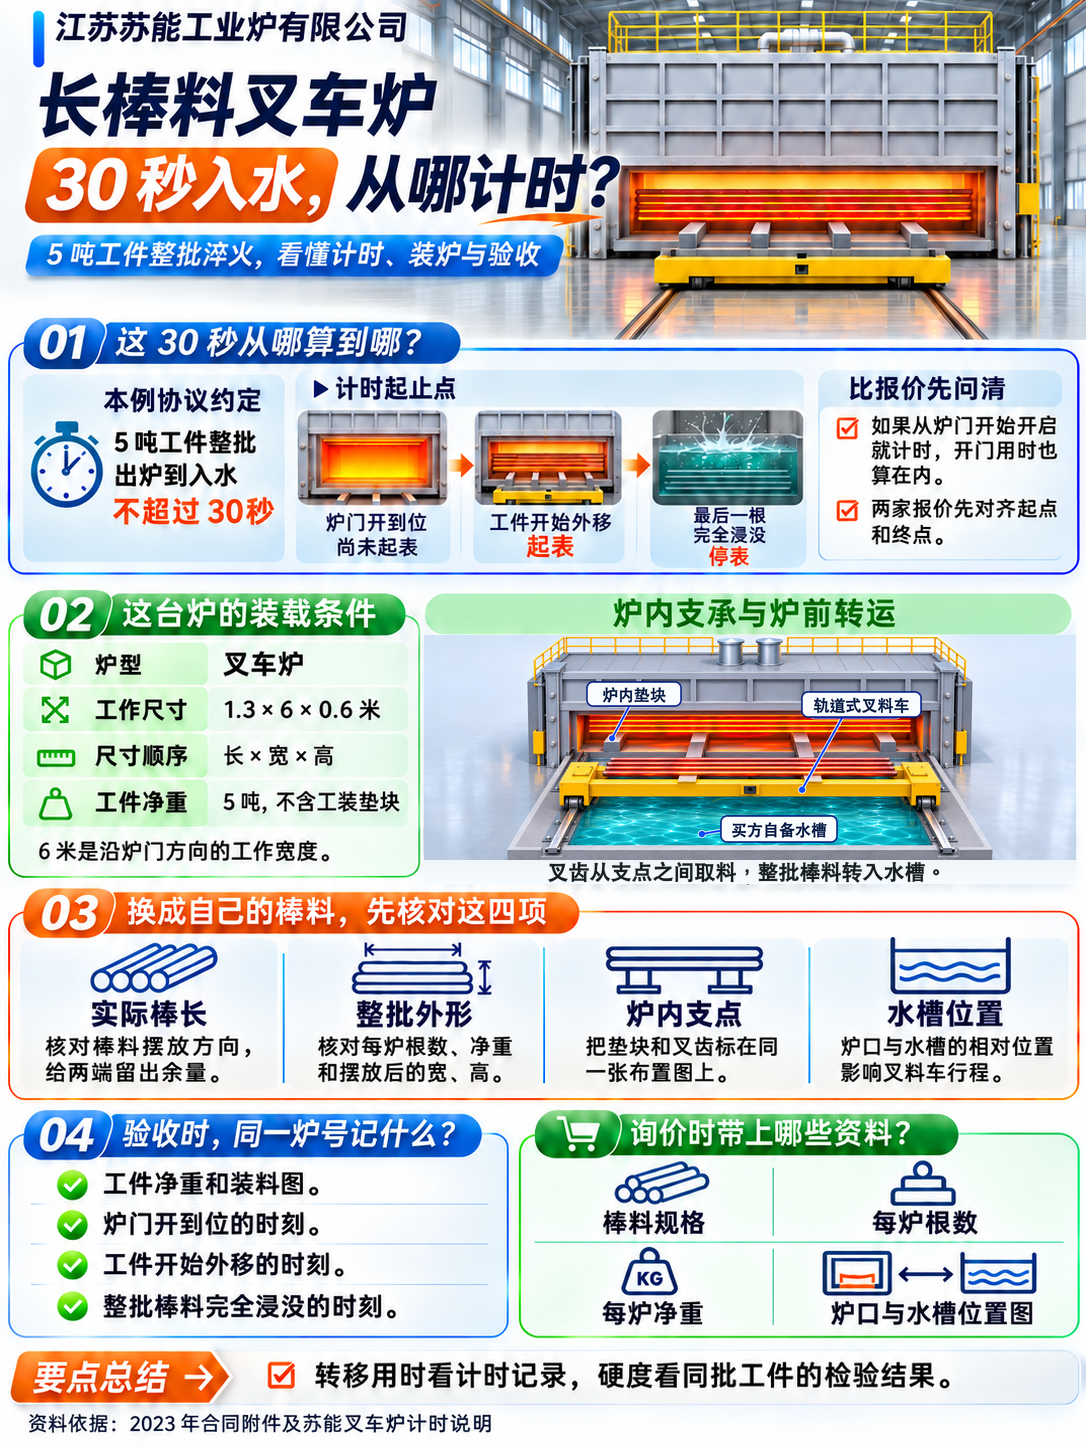 江苏苏能工业炉有限公司
长棒料叉车炉
30 秒入水，从哪计时？
5 吨工件整批淬火，看懂计时、装炉与验收
01 这 30 秒从哪算到哪？
本例协议约定
5 吨工件整批
出炉到入水
不超过 30秒
计时起止点
炉门开到位
尚未起表
工件开始外移
起表
最后一根
完全浸没
停表
比报价先问清
如果从炉门开始开启
就计时，开门用时也
算在内。
两家报价先对齐起点
和终点。
02 这台炉的装载条件
炉型 叉车炉
工作尺寸 1.3 × 6 × 0.6 米
尺寸顺序 长 × 宽 × 高
工件净重 5 吨, 不含工装垫块
6 米是沿炉门方向的工作宽度。
炉内支承与炉前转运
炉内垫块
轨道式叉料车
买方自备水槽
叉齿从支点之间取料，整批棒料转入水槽。
03 换成自己的棒料，先核对这四项
实际棒长
核对棒料摆放方向，
给两端留出余量。
整批外形
核对每炉根数、净重
和摆放后的宽、高。
炉内支点
把垫块和叉齿标在同
一张布置图上。
水槽位置
炉口与水槽的相对位置
影响叉料车行程。
04 验收时，同一炉号记什么？
工件净重和装料图。
炉门开到位的时刻。
工件开始外移的时刻。
整批棒料完全浸没的时刻。
询价时带上哪些资料？
棒料规格
每炉根数
KG
每炉净重
炉口与水槽位置图
要点总结
转移用时看计时记录，硬度看同批工件的检验结果。
资料依据：2023 年合同附件及苏能叉车炉计时说明